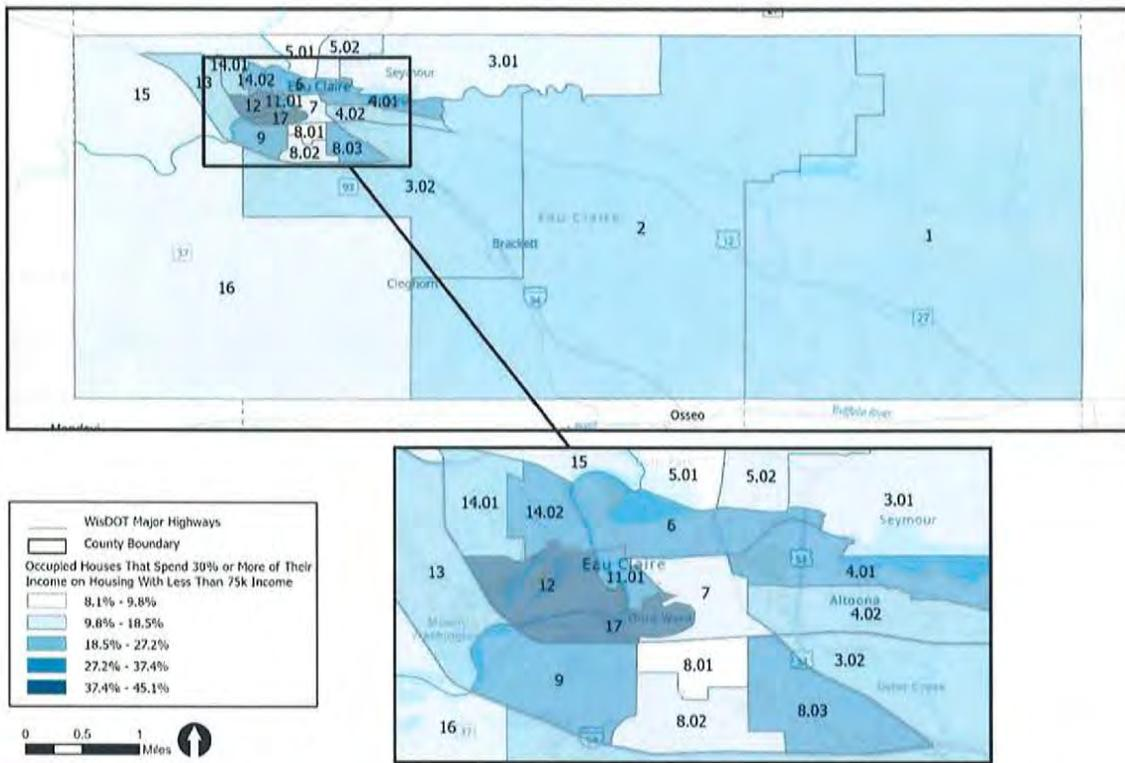 5.01
5.02
3.01
Seymour
14.01
14.02
6
Eau Claire
13
15
12
11.01
7
4.01
4.02
17
8.01
9
8.02
8.03
93
3.02
Eau Claire
2
12
1
Brackett
37
16
Cleghorn
94
27
Osseo
Buffalo River
15
5.01
5.02
3.01
Seymour
14.01
14.02
6
53
Eau Claire
4.01
13
12
11.01
7
Altoona
4.02
Third Ward
Mount Washington
17
3.02
8.01
Otter Creek
9
8.03
8.02
16
37
94
WisDOT Major Highways
County Boundary
Occupied Houses That Spend 30% or More of Their
Income on Housing With Less Than 75k Income
8.1% - 9.8%
9.8% - 18.5%
18.5% - 27.2%
27.2% - 37.4%
37.4% - 45.1%
0 0.5 1
Miles